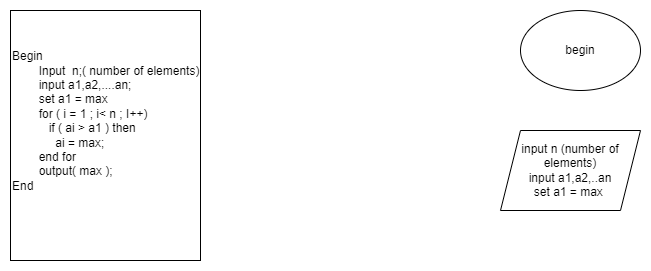 Begin
Input n;( number of elements)
input a1,a2,....an;
set a1 = max
for ( i = 1 ; i< n ; I++)
if ( ai > a1 ) then
ai = max;
end for
output( max );
End
begin
input n (number of
elements)
input a1,a2,..an
set a1 = max